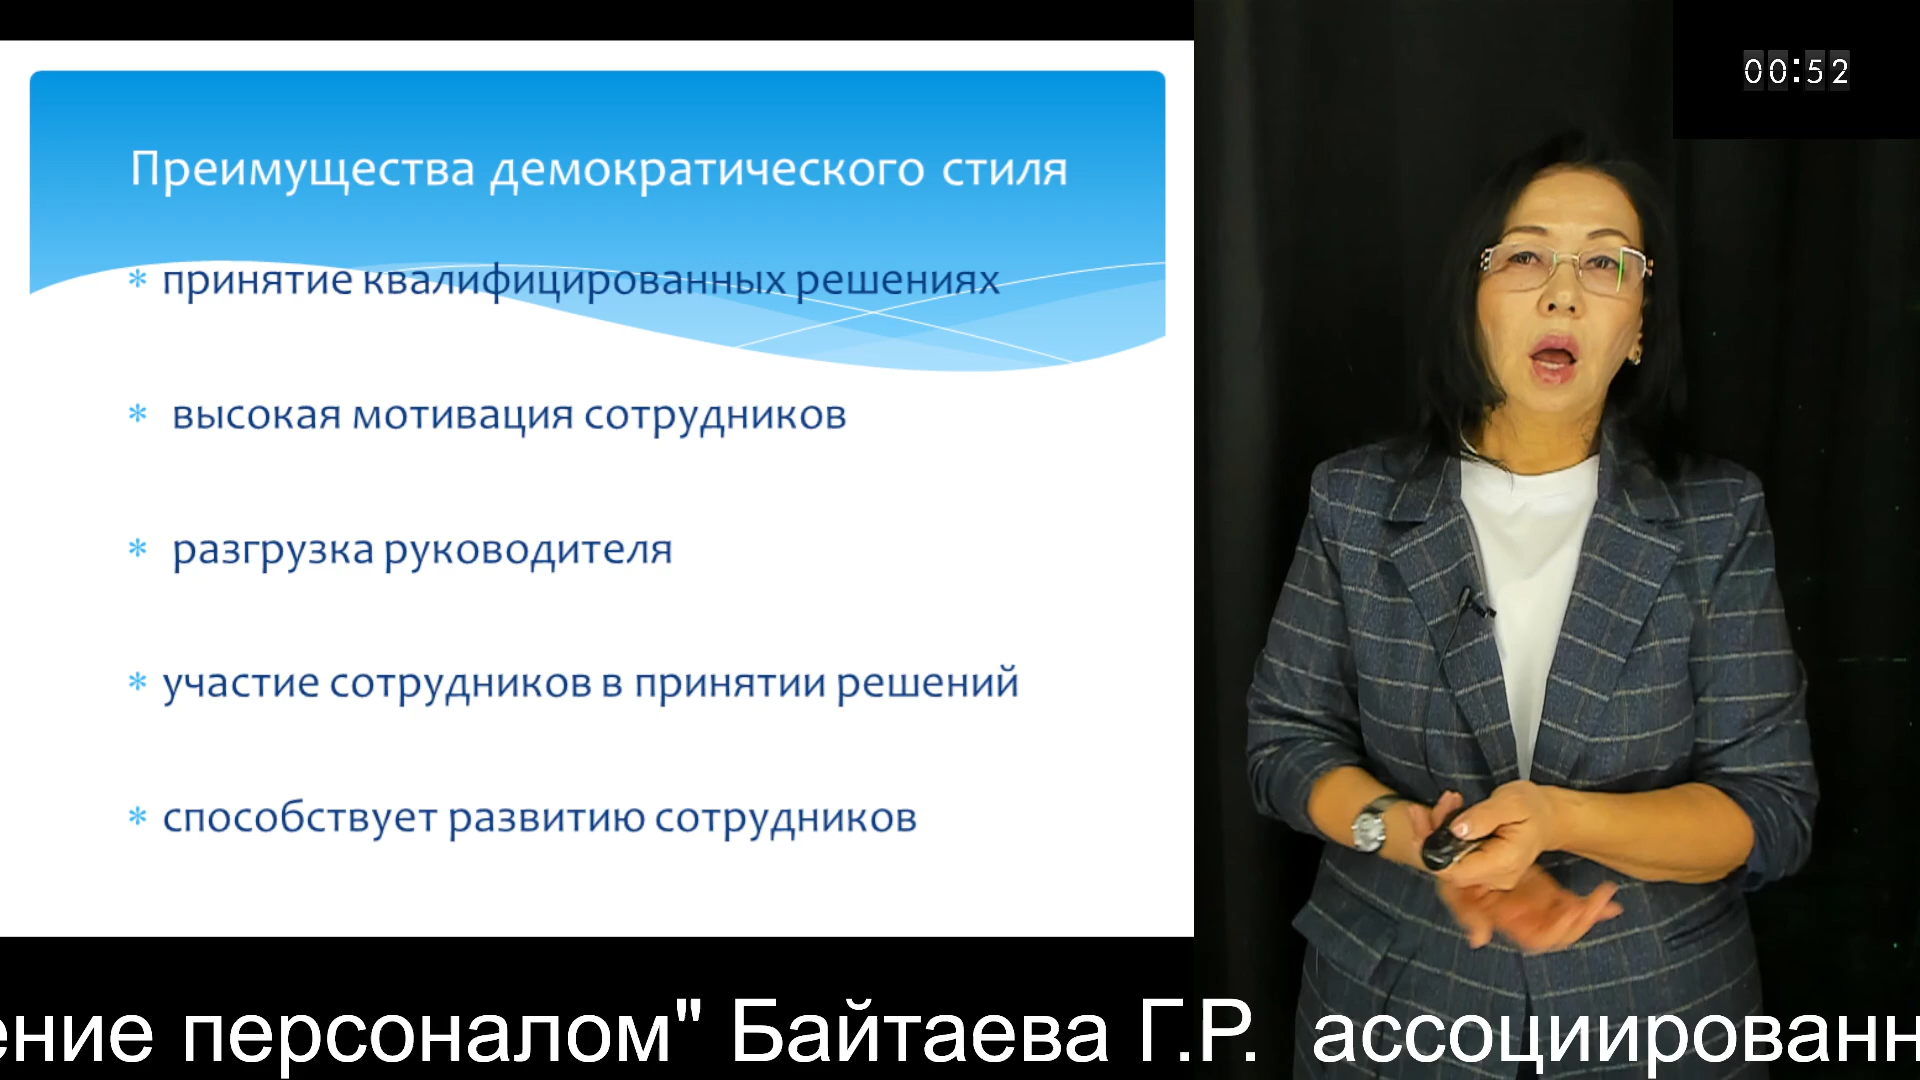 00:52
Преимущества демократического стиля
* принятие квалифицированных решениях
* высокая мотивация сотрудников
* разгрузка руководителя
* участие сотрудников в принятии решений
* способствует развитию сотрудников
ение персоналом" Байтаева Г.Р. ассоциированн